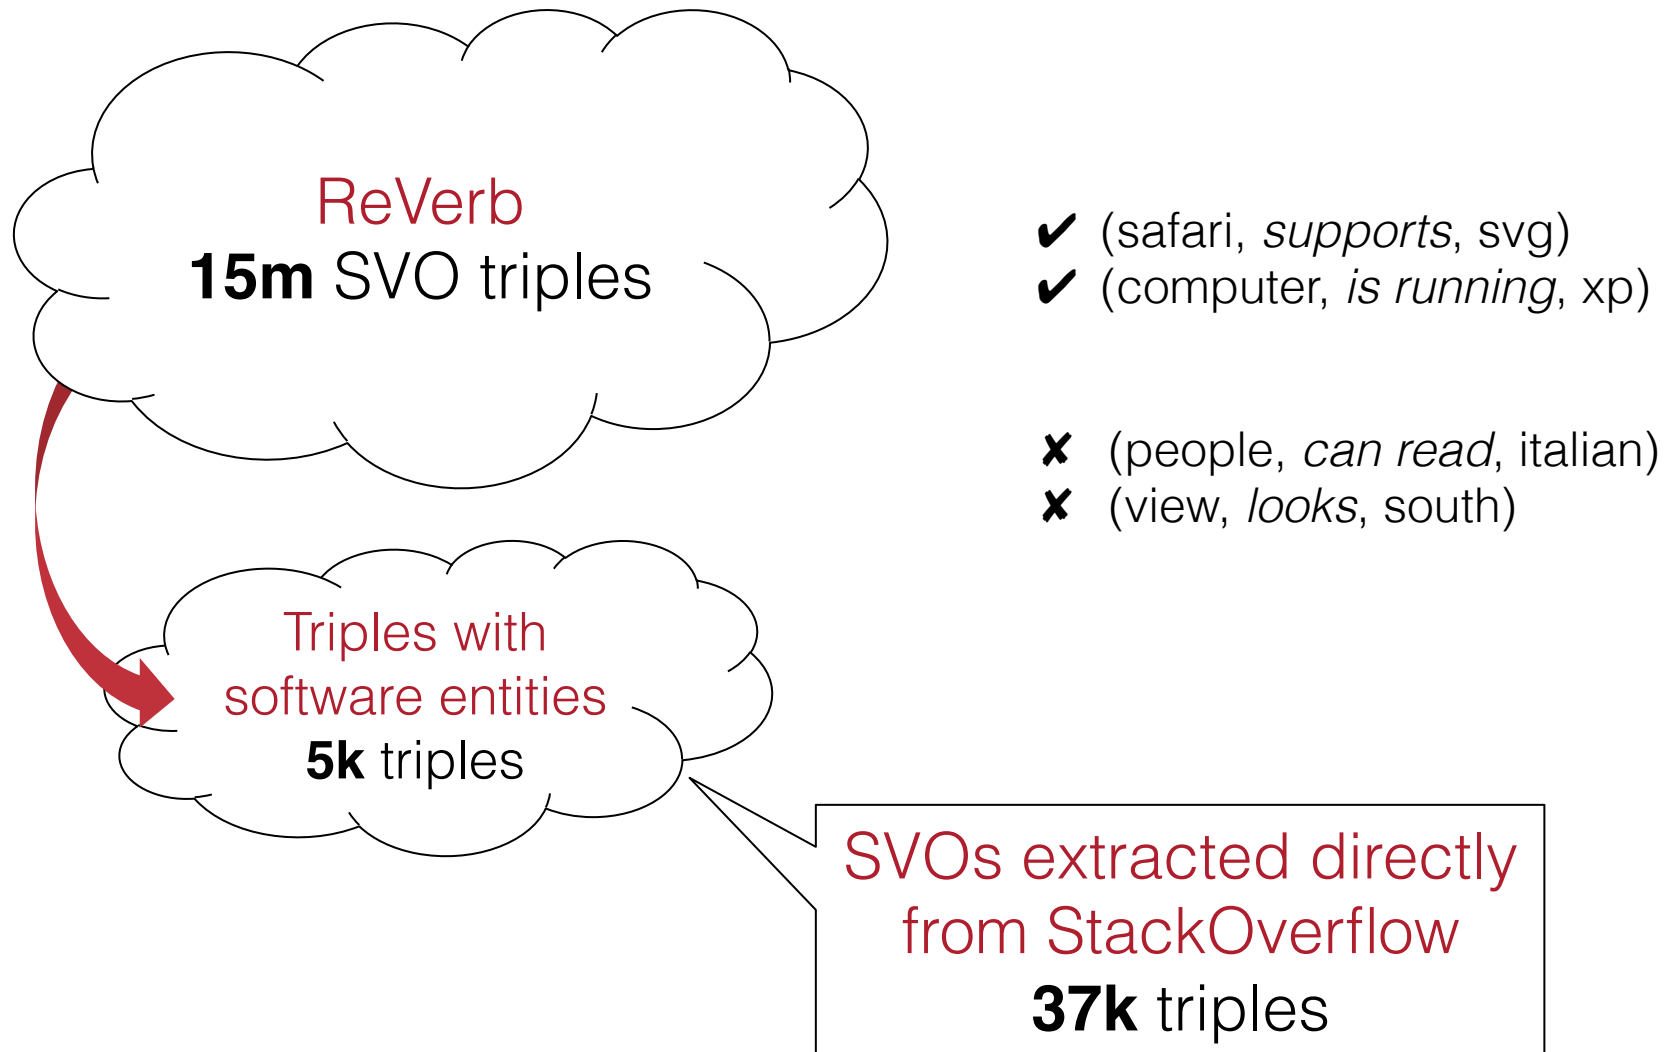 ReVerb
15m SVO triples
✔ (safari, supports, svg)
✔ (computer, is running, xp)
✘ (people, can read, italian)
✘ (view, looks, south)
Triples with
software entities
5k triples
SVOs extracted directly
from StackOverflow
37k triples